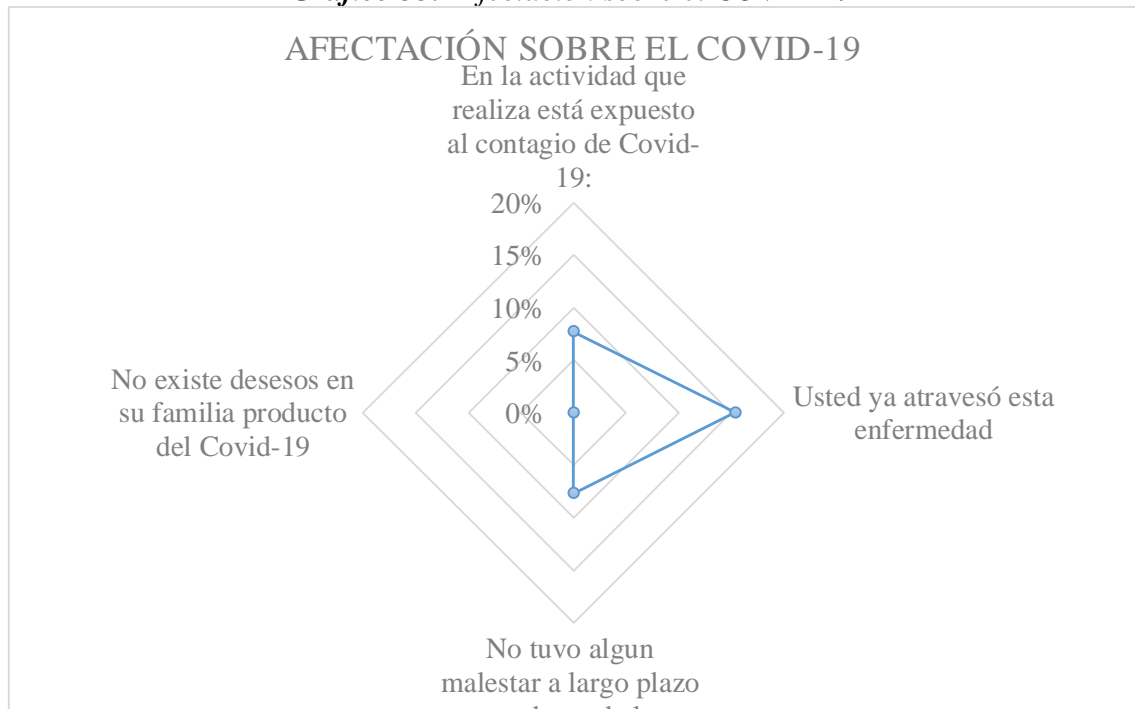 AFECTACIÓN SOBRE EL COVID-19
En la actividad que
realiza está expuesto
al contagio de Covid-
19:
20%
15%
10%
5%
0%
No existe desesos en
su familia producto
del Covid-19
Usted ya atravesó esta
enfermedad
No tuvo algun
malestar a largo plazo